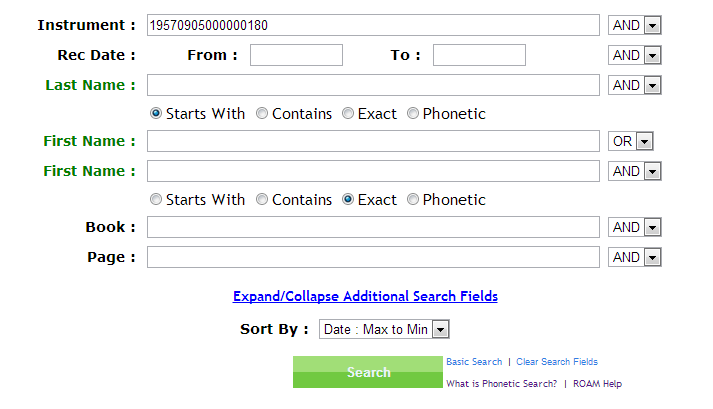 Instrument : 19570905000000180 AND
Rec Date : From : To : AND
Last Name : AND
Starts With Contains Exact Phonetic
First Name : OR
First Name : AND
Starts With Contains Exact Phonetic
Book : AND
Page : AND
Expand/Collapse Additional Search Fields
Sort By : Date : Max to Min
Search Basic Search | Clear Search Fields
What is Phonetic Search? | ROAM Help